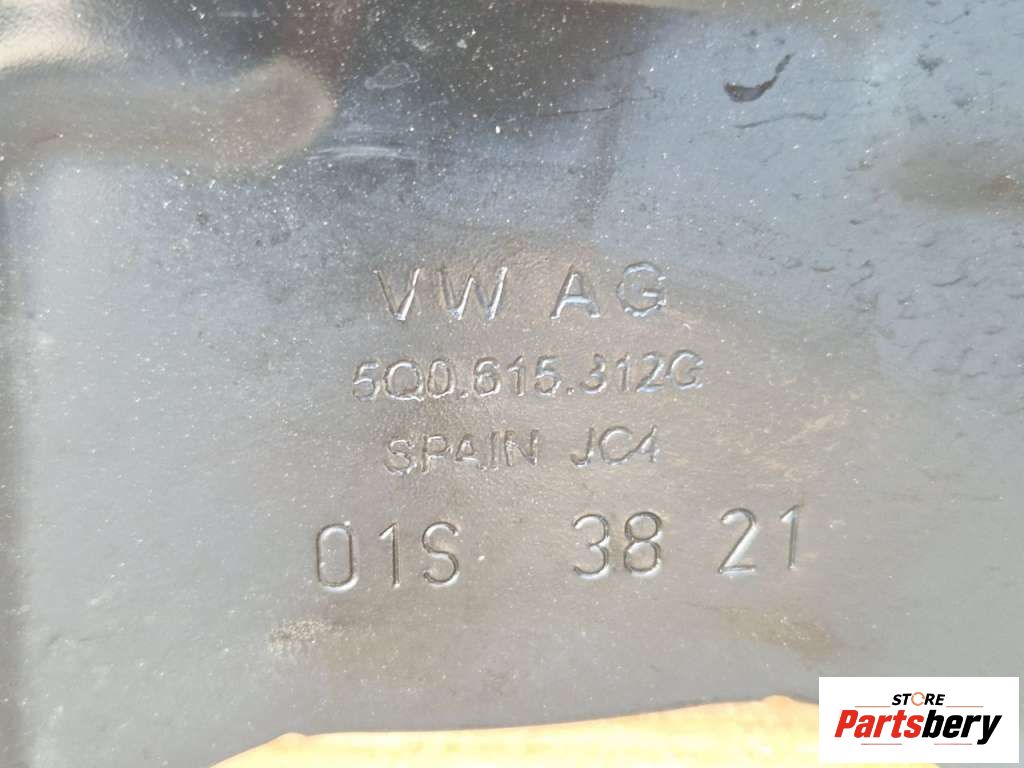 VW AG
5Q0.615.312G
SPAIN JC4
01S 38 21
STORE
Partsbery